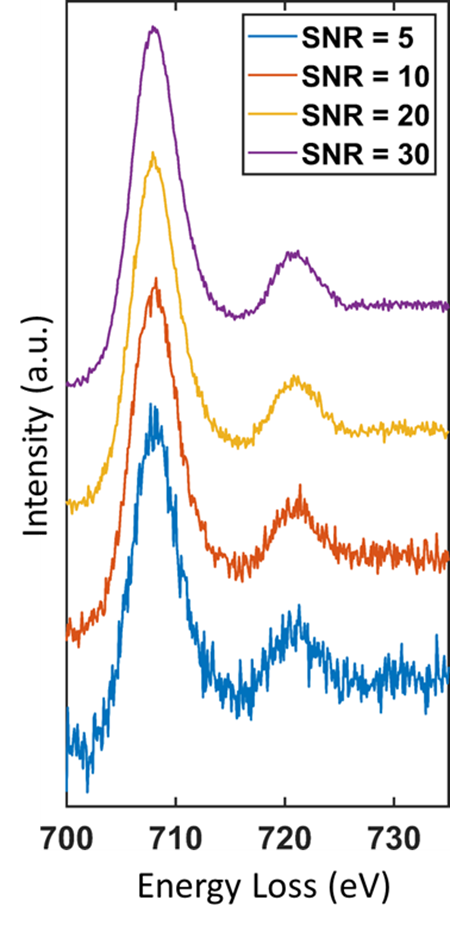 SNR = 5
SNR = 10
SNR = 20
SNR = 30
Intensity (a.u.)
700 710 720 730
Energy Loss (eV)